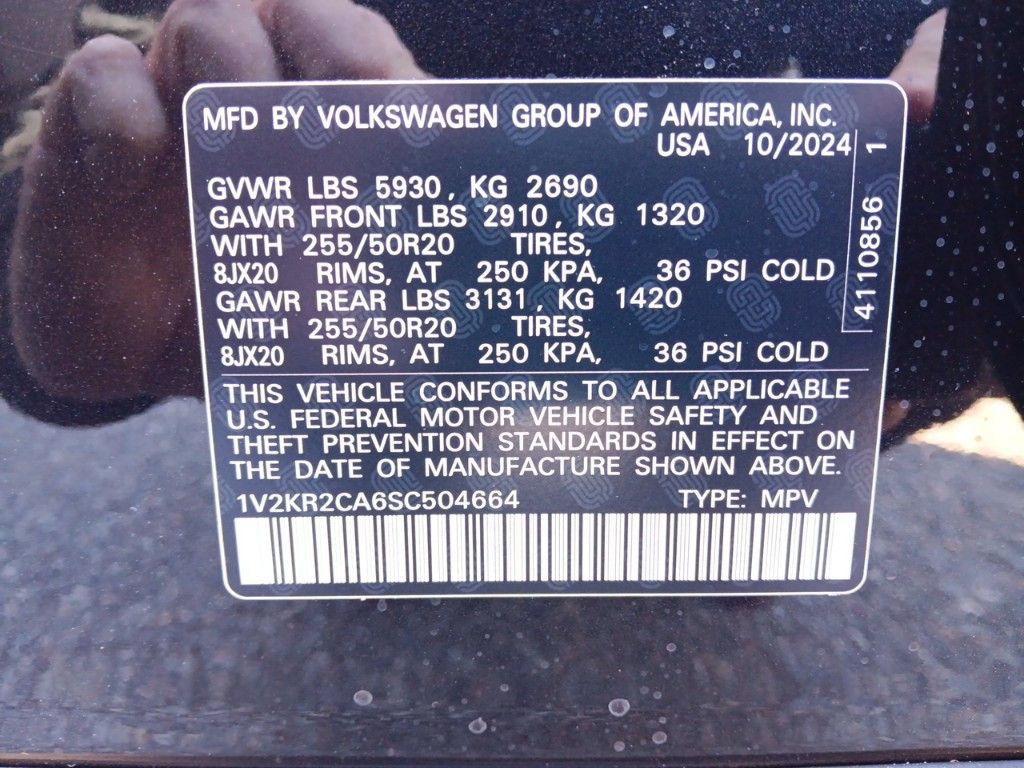 MFD BY VOLKSWAGEN GROUP OF AMERICA, INC.
USA 10/2024
GVWR LBS 5930, KG 2690
GAWR FRONT LBS 2910, KG 1320
WITH 255/50R20 TIRES,
8JX20 RIMS, AT 250 KPA, 36 PSI COLD
GAWR REAR LBS 3131, KG 1420
WITH 255/50R20 TIRES,
8JX20 RIMS, AT 250 KPA, 36 PSI COLD
4110856 1
THIS VEHICLE CONFORMS TO ALL APPLICABLE
U.S. FEDERAL MOTOR VEHICLE SAFETY AND
THEFT PREVENTION STANDARDS IN EFFECT ON
THE DATE OF MANUFACTURE SHOWN ABOVE.
1V2KR2CA6SC504664 TYPE: MPV